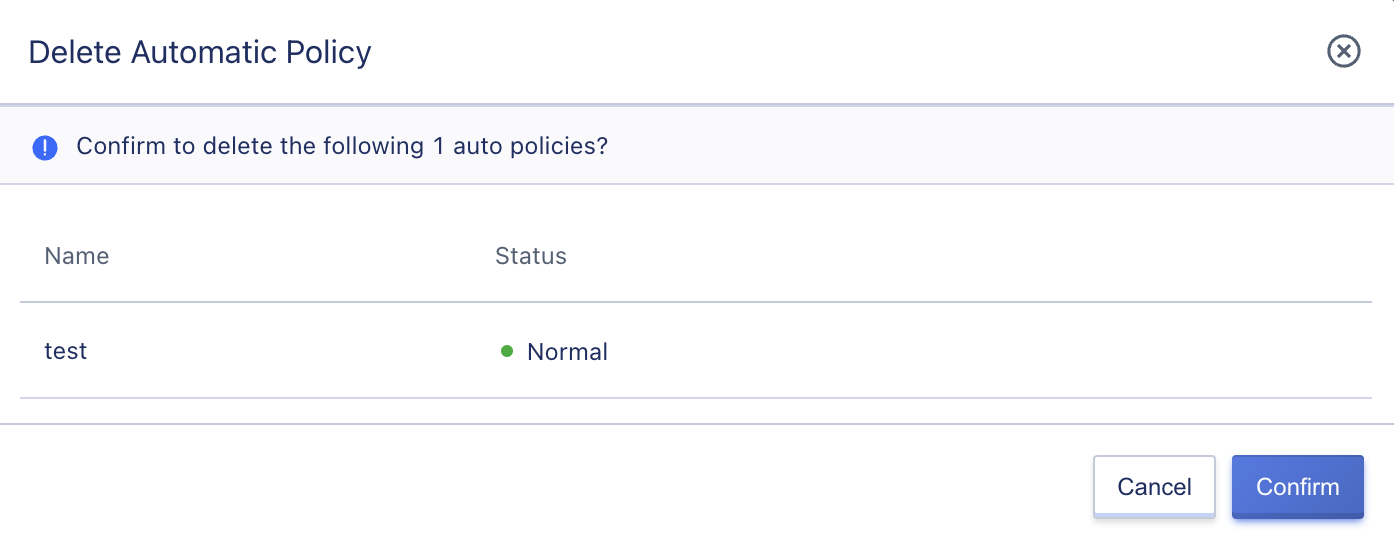 Delete Automatic Policy
Confirm to delete the following 1 auto policies?
Name Status
test Normal
Cancel Confirm